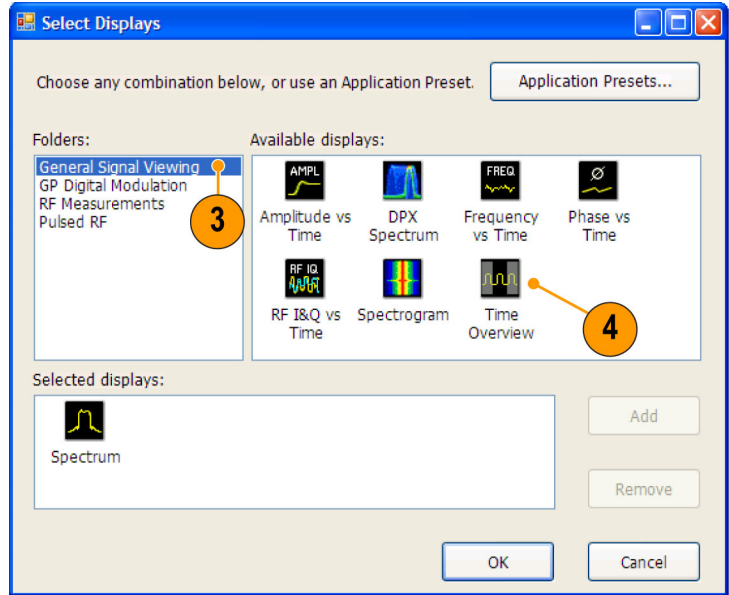 Select Displays
Choose any combination below, or use an Application Preset.
Application Presets...
Folders:
Available displays:
General Signal Viewing
GP Digital Modulation
RF Measurements
Pulsed RF
3
AMPL
Amplitude vs
Time
DPX
Spectrum
FREQ
Frequency
vs Time
Ø
Phase vs
Time
RF IQ
RF I&Q vs
Time
Spectrogram
Time
Overview
4
Selected displays:
Spectrum
Add
Remove
OK
Cancel